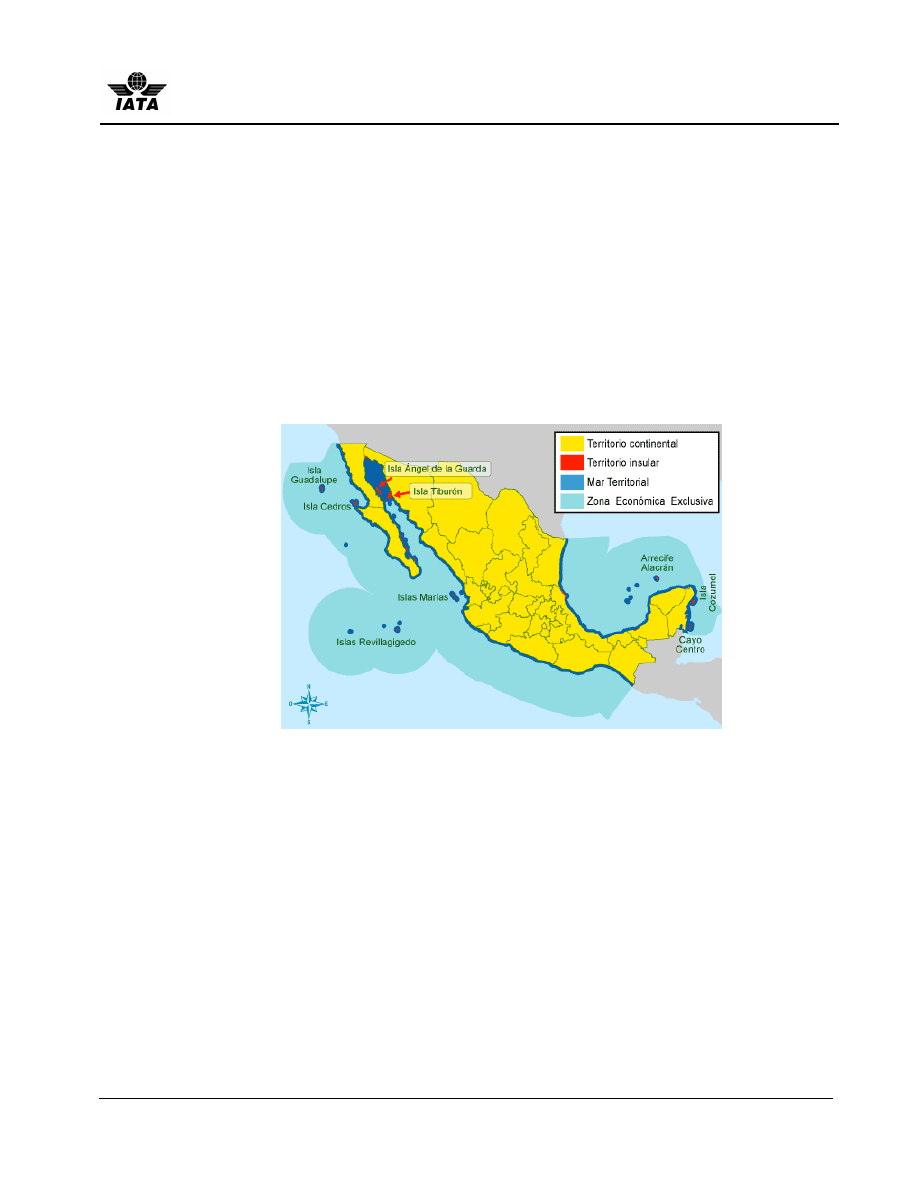 IATA
Territorio continental
Territorio insular
Mar Territorial
Zona Económica Exclusiva
Isla Ángel de la Guarda
Isla
Guadalupe
Isla Tiburón
Isla Cedros
Arrecife
Alacrán
Isla
Cozumel
Islas Marías
Islas Revillagigedo
Cayo
Centro
N
O
E
S